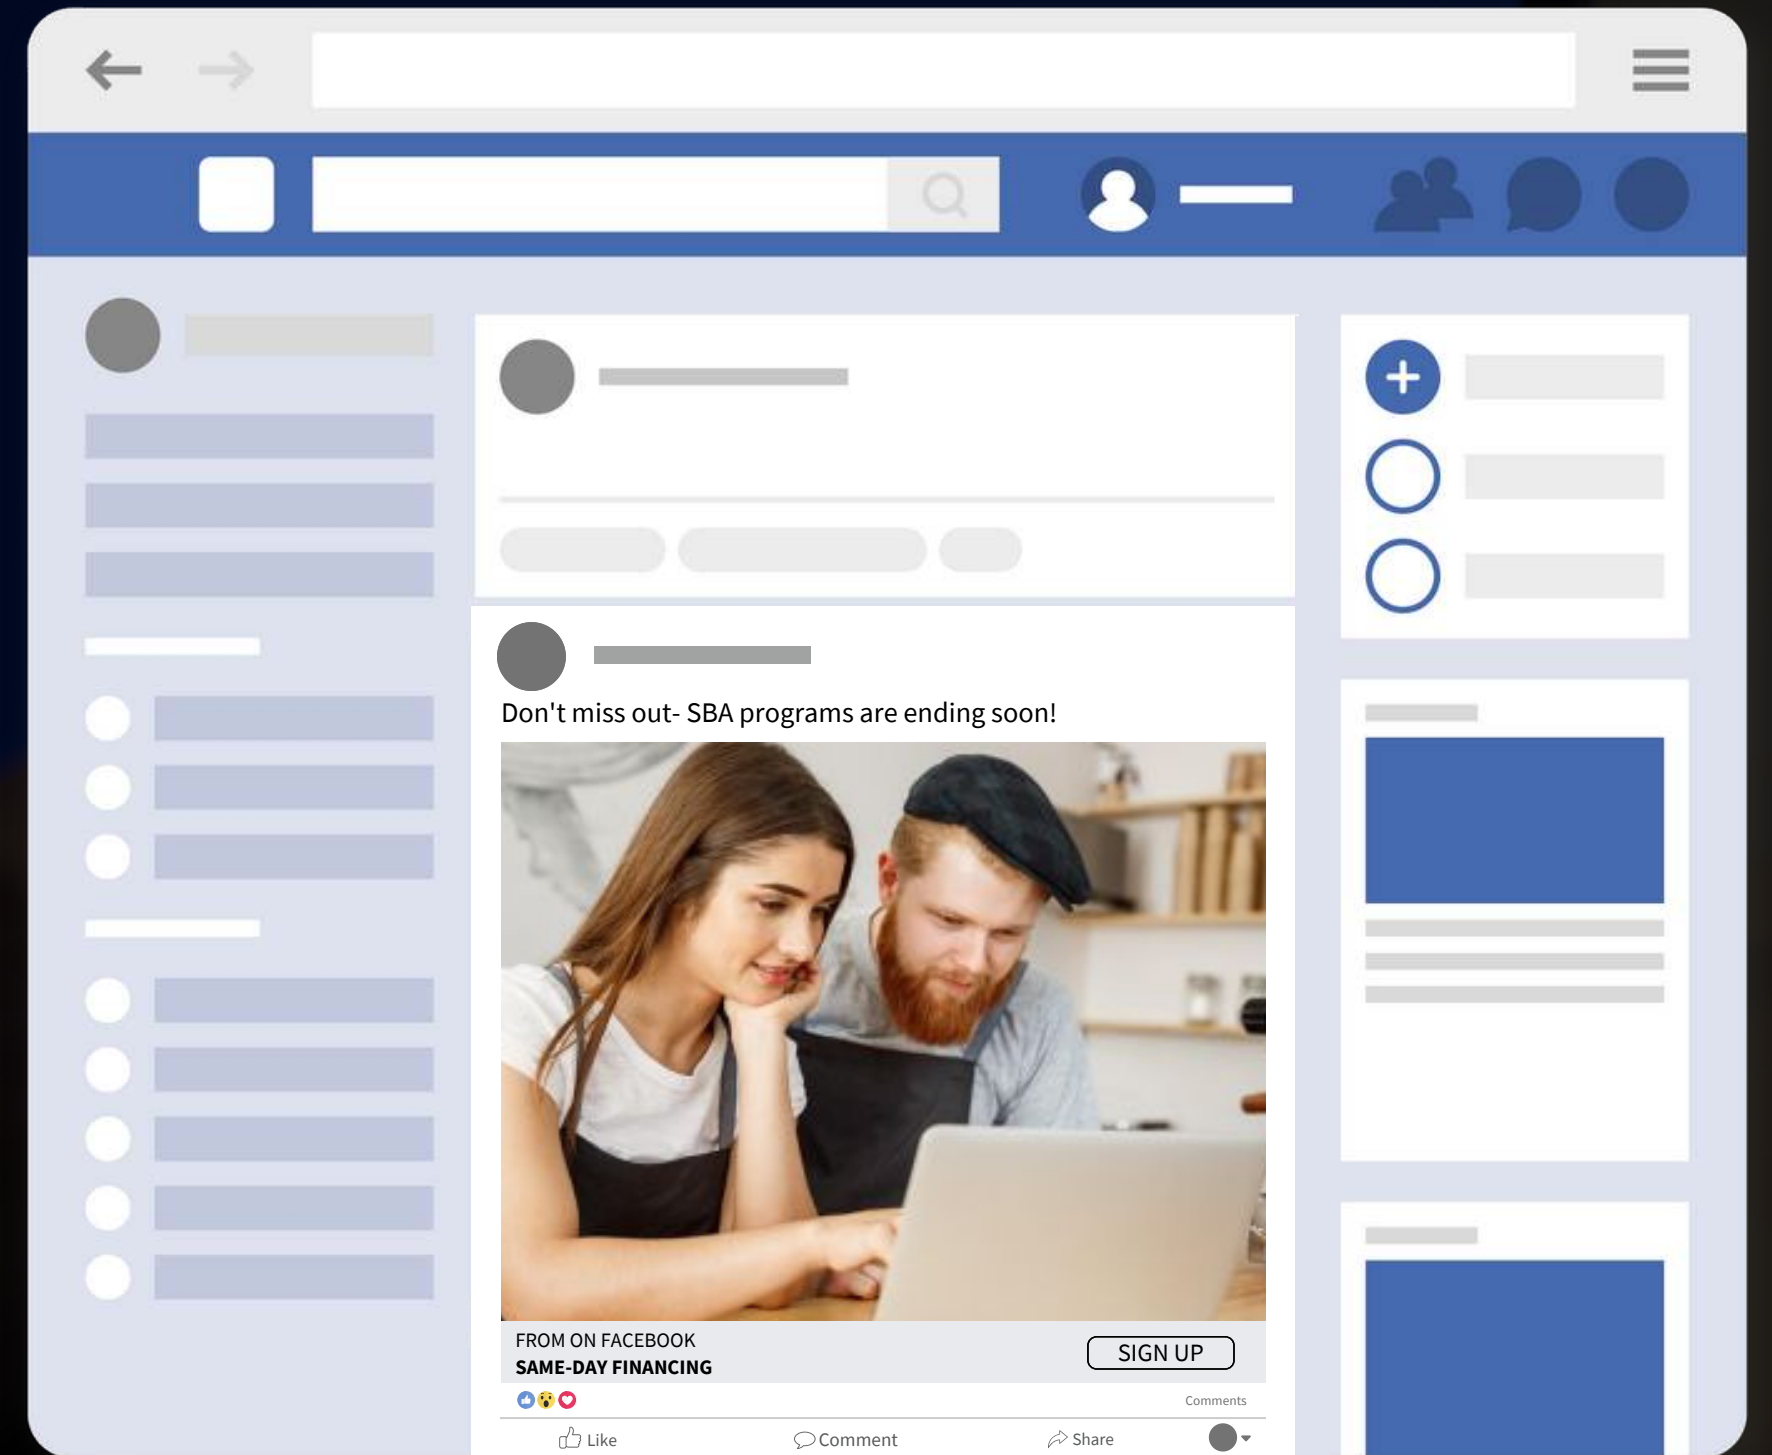 Don't miss out- SBA programs are ending soon!
FROM ON FACEBOOK
SAME-DAY FINANCING
SIGN UP
Comments
Like
Comment
Share